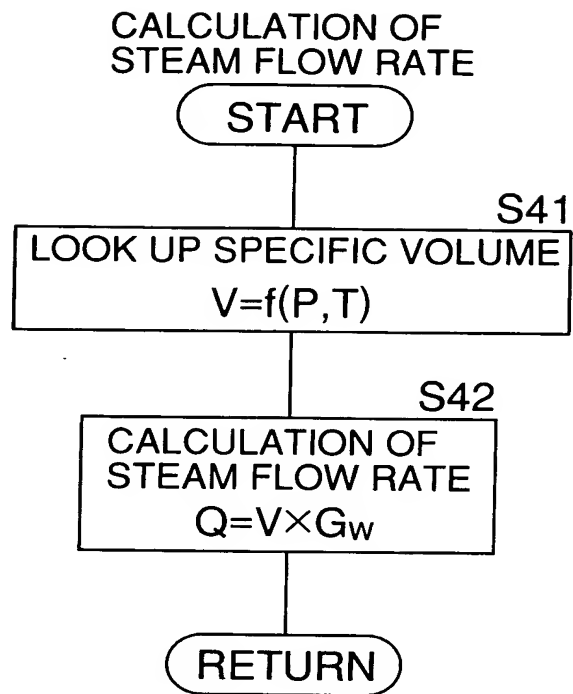 CALCULATION OF
STEAM FLOW RATE
START
S41
LOOK UP SPECIFIC VOLUME
V=f(P,T)
S42
CALCULATION OF
STEAM FLOW RATE
Q=V×GW
RETURN